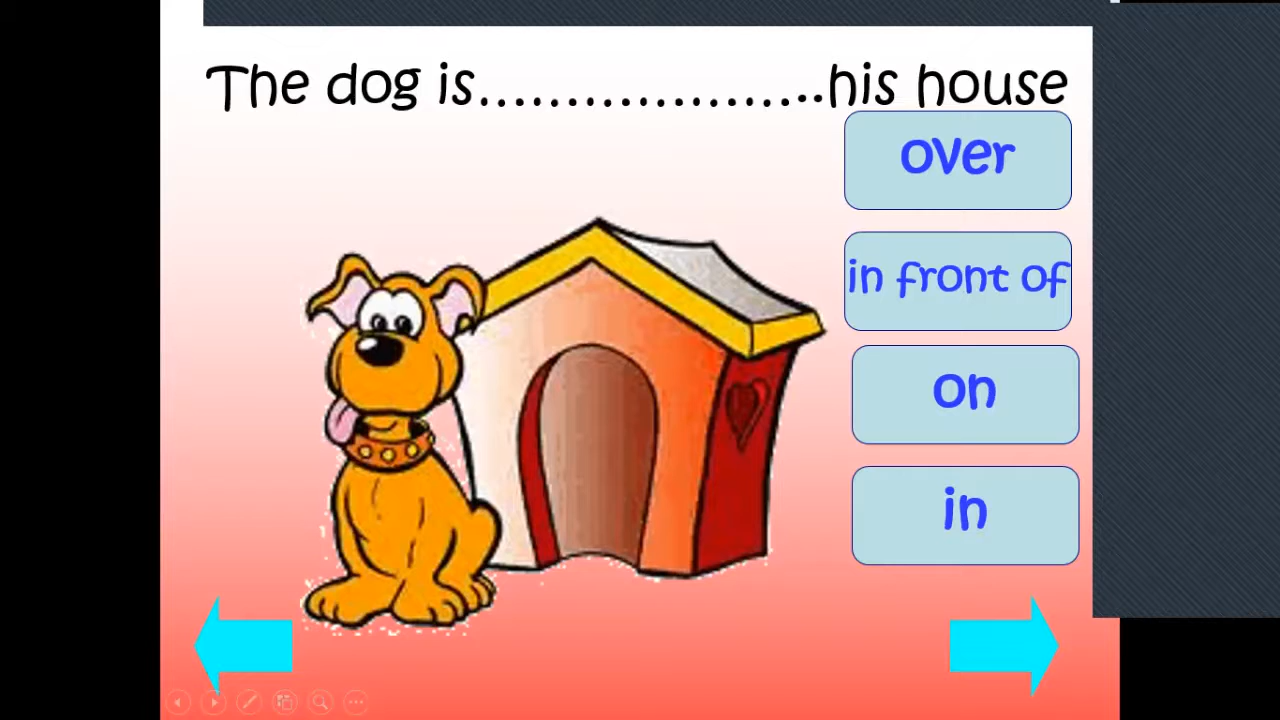 The dog is.....................his house
over
in front of
on
in